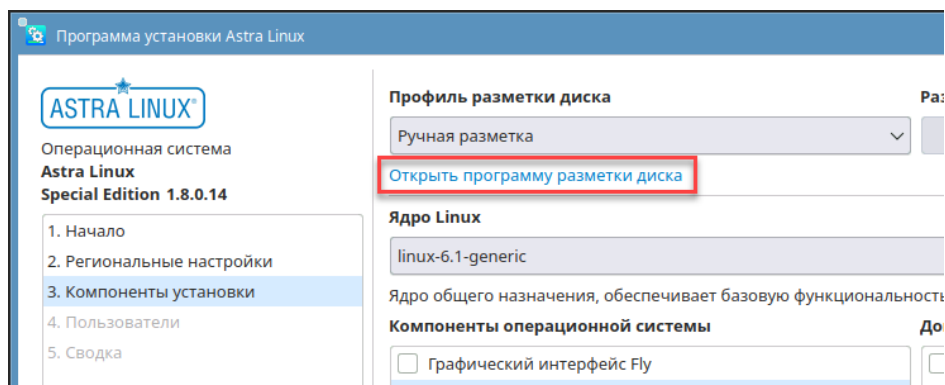 Программа установки Astra Linux
ASTRA LINUX®
Операционная система
Astra Linux
Special Edition 1.8.0.14
1. Начало
2. Региональные настройки
3. Компоненты установки
4. Пользователи
5. Сводка
Профиль разметки диска
Ручная разметка
Открыть программу разметки диска
Ядро Linux
linux-6.1-generic
Ядро общего назначения, обеспечивает базовую
Компоненты операционной системы
Графический интерфейс Fly